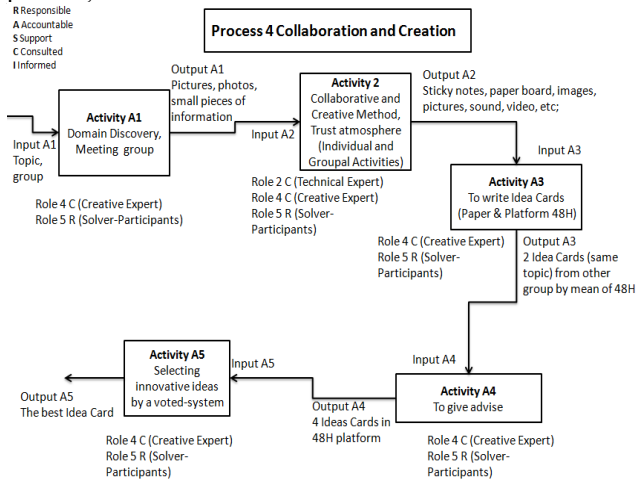 R Responsible
A Accountable
S Support
C Consulted
I Informed
Process 4 Collaboration and Creation
Input A1
Topic,
group
Activity A1
Domain Discovery,
Meeting group
Role 4 C (Creative Expert)
Role 5 R (Solver-Participants)
Output A1
Pictures, photos,
small pieces of
information
Input A2
Activity 2
Collaborative and
Creative Method,
Trust atmosphere
(Individual and
Groupal Activities)
Role 2 C (Technical Expert)
Role 4 C (Creative Expert)
Role 5 R (Solver-
Participants)
Output A2
Sticky notes, paper board, images,
pictures, sound, video, etc;
Input A3
Activity A3
To write Idea Cards
(Paper & Platform 48H)
Role 4 C (Creative Expert)
Role 5 R (Solver-
Participants)
Output A3
2 Idea Cards (same
topic) from other
group by mean of 48H
Input A4
Activity A4
To give advise
Role 4 C (Creative Expert)
Role 5 R (Solver-
Participants)
Output A4
4 Ideas Cards in
48H platform
Input A5
Activity A5
Selecting
innovative ideas
by a voted-system
Role 4 C (Creative Expert)
Role 5 R (Solver-
Participants)
Output A5
The best Idea Card